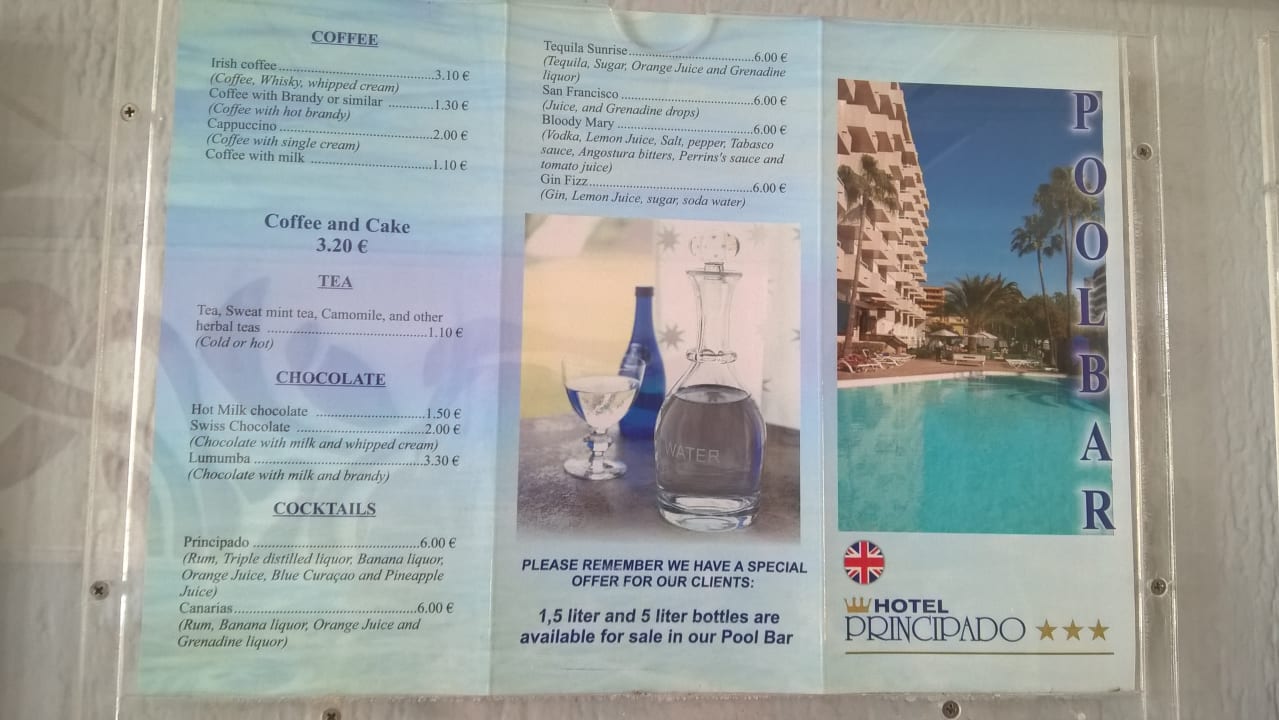 COFFEE
Irish coffee..........................................3.10 €
(Coffee, Whisky, whipped cream)
Coffee with Brandy or similar ............1.30 €
(Coffee with hot brandy)
Cappuccino..........................................2.00 €
(Coffee with single cream)
Coffee with milk ................................1.10 €
Coffee and Cake
3.20 €
TEA
Tea, Sweat mint tea, Camomile, and other
herbal teas ..........................................1.10 €
(Cold or hot)
CHOCOLATE
Hot Milk chocolate ............................1.50 €
Swiss Chocolate .................................2.00 €
(Chocolate with milk and whipped cream)
Lumumba ............................................3.30 €
(Chocolate with milk and brandy)
COCKTAILS
Principado ...........................................6.00 €
(Rum, Triple distilled liquor, Banana liquor,
Orange Juice, Blue Curaçao and Pineapple
Juice)
Canarias...............................................6.00 €
(Rum, Banana liquor, Orange Juice and
Grenadine liquor)
Tequila Sunrise.................................6.00 €
(Tequila, Sugar, Orange Juice and Grenadine
liquor)
San Francisco ...................................6.00 €
(Juice, and Grenadine drops)
Bloody Mary ....................................6.00 €
(Vodka, Lemon Juice, Salt, pepper, Tabasco
sauce, Angostura bitters, Perrins's sauce and
tomato juice)
Gin Fizz............................................6.00 €
(Gin, Lemon Juice, sugar, soda water)
WATER
PLEASE REMEMBER WE HAVE A SPECIAL
OFFER FOR OUR CLIENTS:
1,5 liter and 5 liter bottles are
available for sale in our Pool Bar
POOL BAR
HOTEL
PRINCIPADO